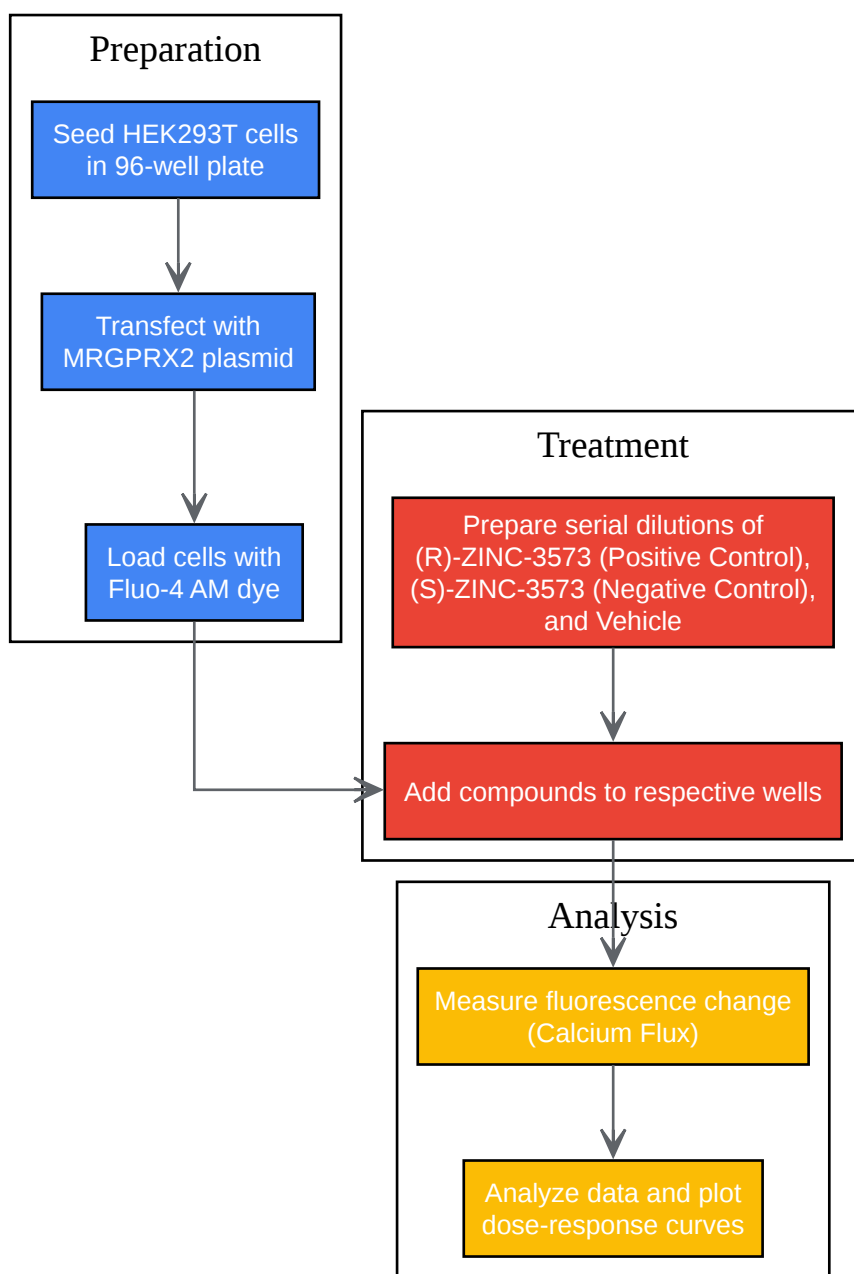 Preparation
Seed HEK293T cells
in 96-well plate
Transfect with
MRGPRX2 plasmid
Load cells with
Fluo-4 AM dye
Treatment
Prepare serial dilutions of
(R)-ZINC-3573 (Positive Control),
(S)-ZINC-3573 (Negative Control),
and Vehicle
Add compounds to respective wells
Analysis
Measure fluorescence change
(Calcium Flux)
Analyze data and plot
dose-response curves